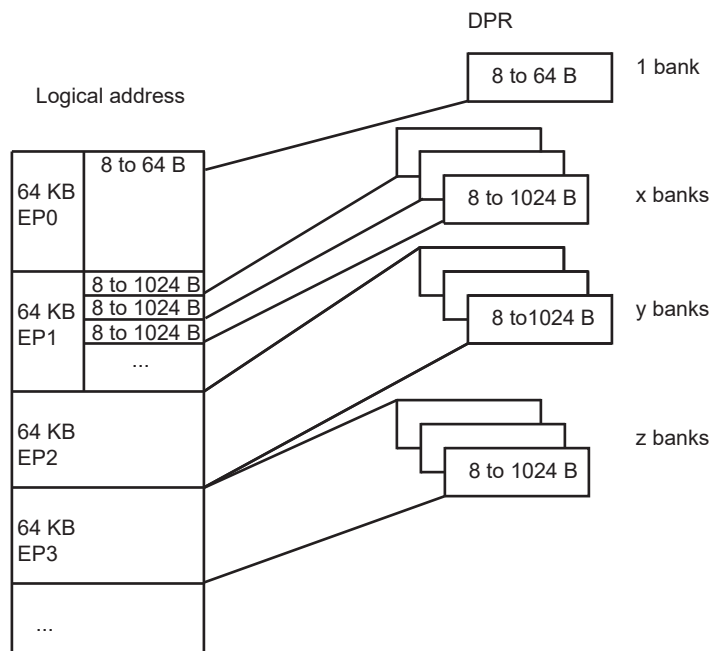 DPR
8 to 64 B
1 bank
Logical address
8 to 64 B
64 KB
EP0
8 to 1024 B
x banks
8 to 1024 B
8 to 1024 B
8 to 1024 B
...
64 KB
EP1
8 to1024 B
y banks
64 KB
EP2
8 to 1024 B
z banks
64 KB
EP3
...